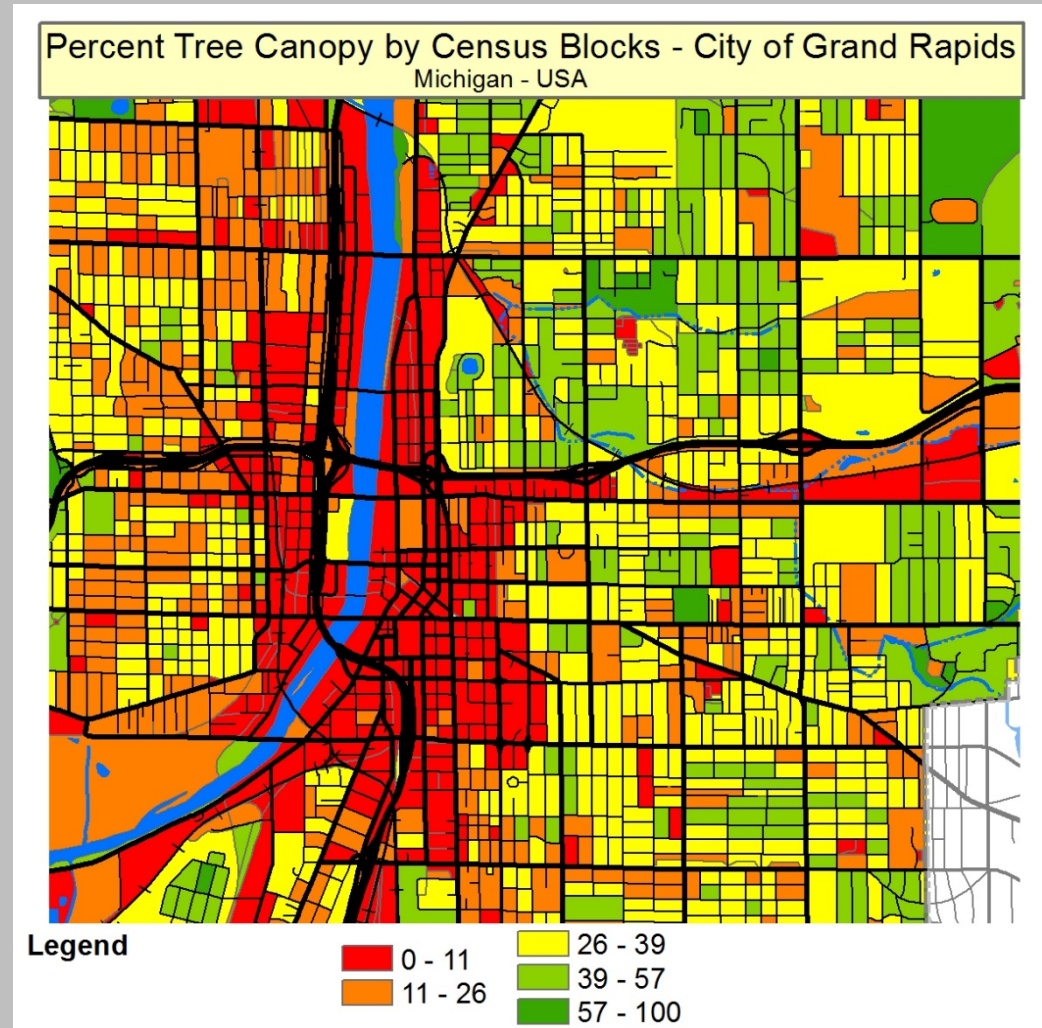 Percent Tree Canopy by Census Blocks - City of Grand Rapids
Michigan - USA
Legend
0 - 11
11 - 26
26 - 39
39 - 57
57 - 100